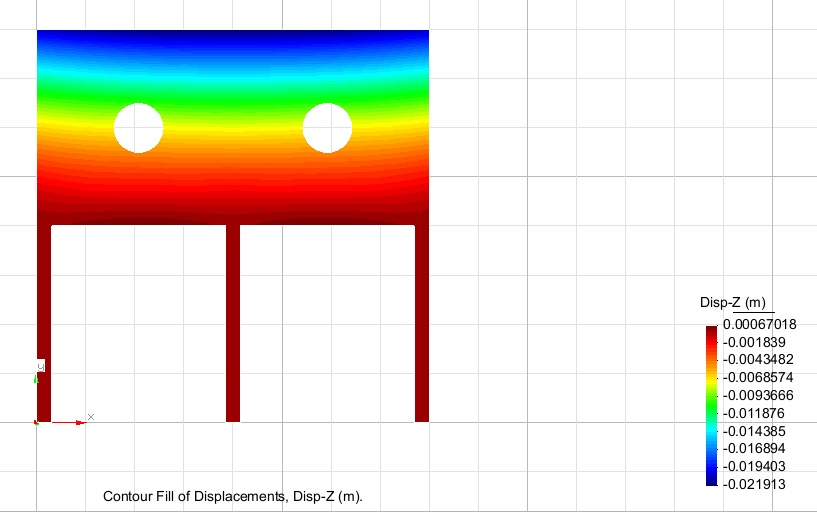 Disp-Z (m)
0.00067018
-0.001839
-0.0043482
-0.0068574
-0.0093666
-0.011876
-0.014385
-0.016894
-0.019403
-0.021913
y
x
Contour Fill of Displacements, Disp-Z (m).